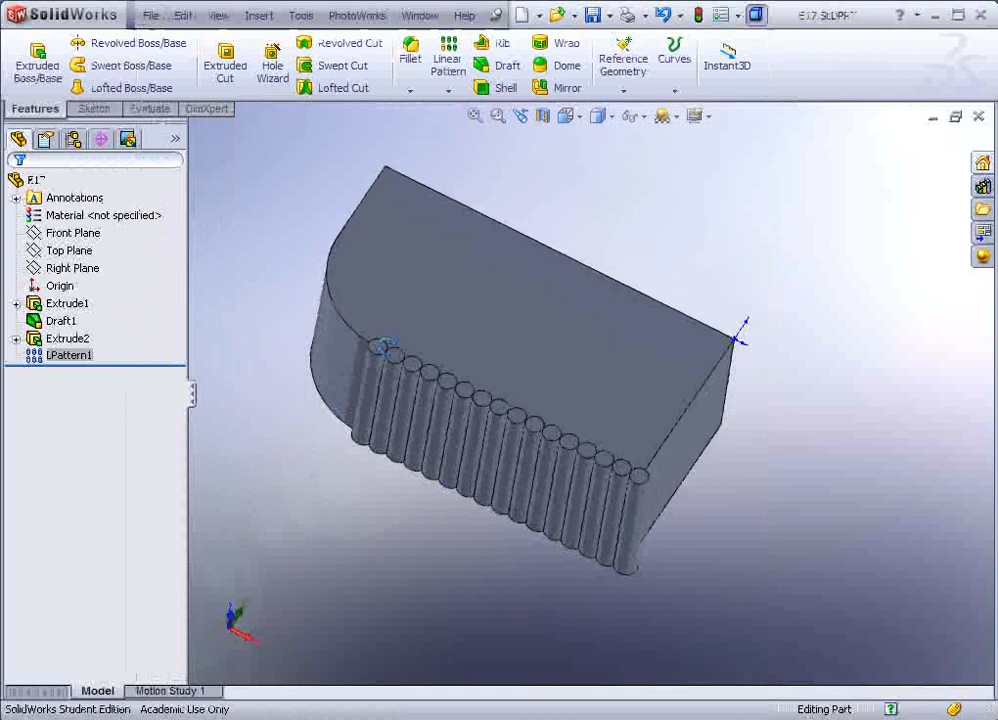 SolidWorks File Edit View Insert Tools PhotoWorks Window Help
Extruded Boss/Base
Revolved Boss/Base
Swept Boss/Base
Lofted Boss/Base
Extruded Cut
Hole Wizard
Revolved Cut
Swept Cut
Lofted Cut
Fillet
Linear Pattern
Rib
Draft
Shell
Wrap
Dome
Mirror
Reference Geometry
Curves
Instant3D
Features Sketch Evaluate DimXpert
Annotations
Material <not specified>
Front Plane
Top Plane
Right Plane
Origin
Extrude1
Draft1
Extrude2
LPattern1
Model Motion Study 1
SolidWorks Student Edition Academic Use Only Editing Part